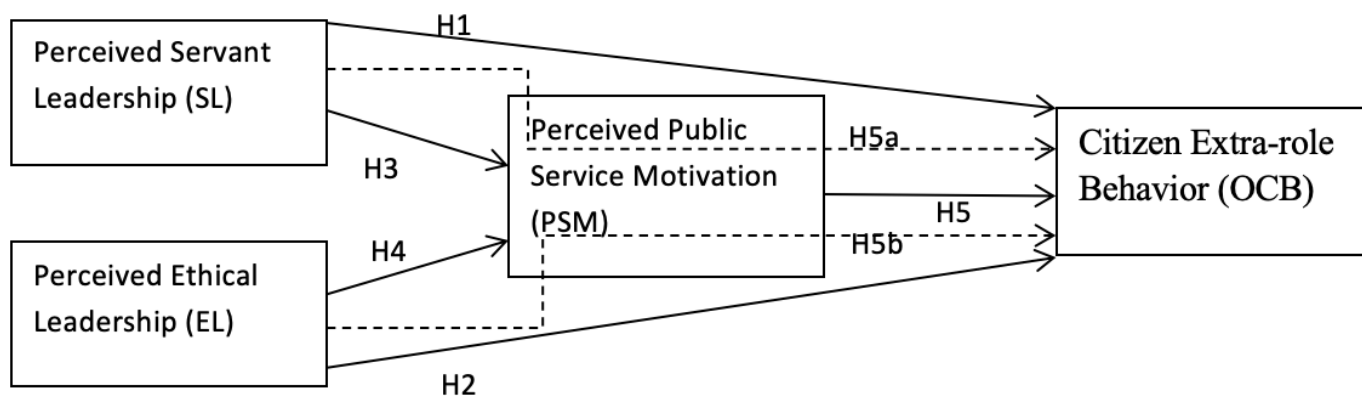 H1
Perceived Servant
Leadership (SL)
H3
Perceived Public
Service Motivation
(PSM)
H5a
H5
H5b
Citizen Extra-role
Behavior (OCB)
H4
Perceived Ethical
Leadership (EL)
H2